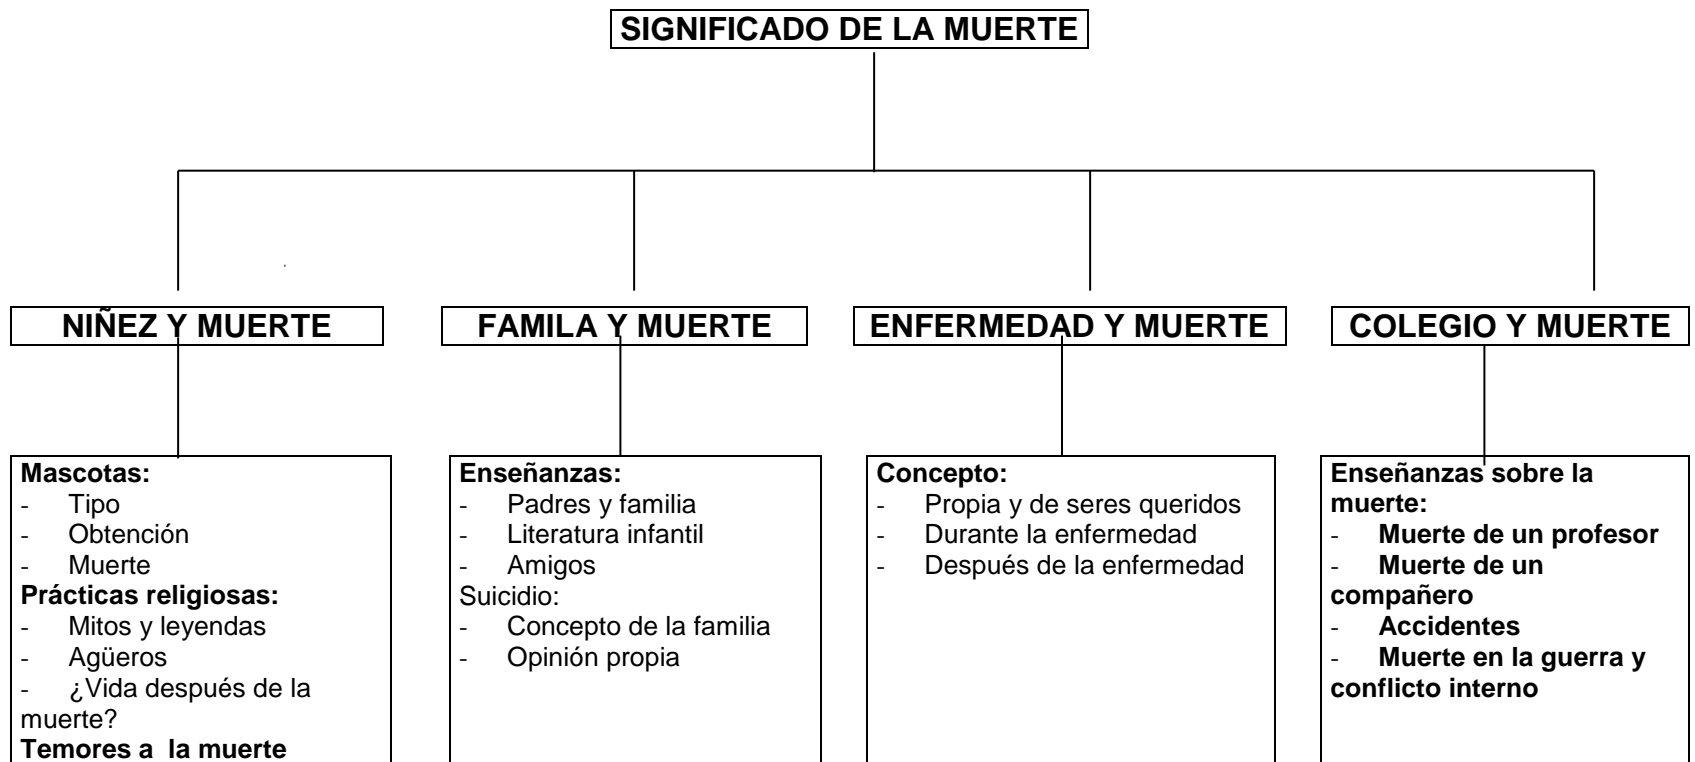 SIGNIFICADO DE LA MUERTE
NIÑEZ Y MUERTE
FAMILA Y MUERTE
ENFERMEDAD Y MUERTE
COLEGIO Y MUERTE
Mascotas:
- Tipo
- Obtención
- Muerte
Prácticas religiosas:
- Mitos y leyendas
- Agüeros
- ¿Vida después de la
muerte?
Temores a la muerte
Enseñanzas:
- Padres y familia
- Literatura infantil
- Amigos
Suicidio:
- Concepto de la familia
- Opinión propia
Concepto:
- Propia y de seres queridos
- Durante la enfermedad
- Después de la enfermedad
Enseñanzas sobre la
muerte:
- Muerte de un profesor
- Muerte de un
compañero
- Accidentes
- Muerte en la guerra y
conflicto interno